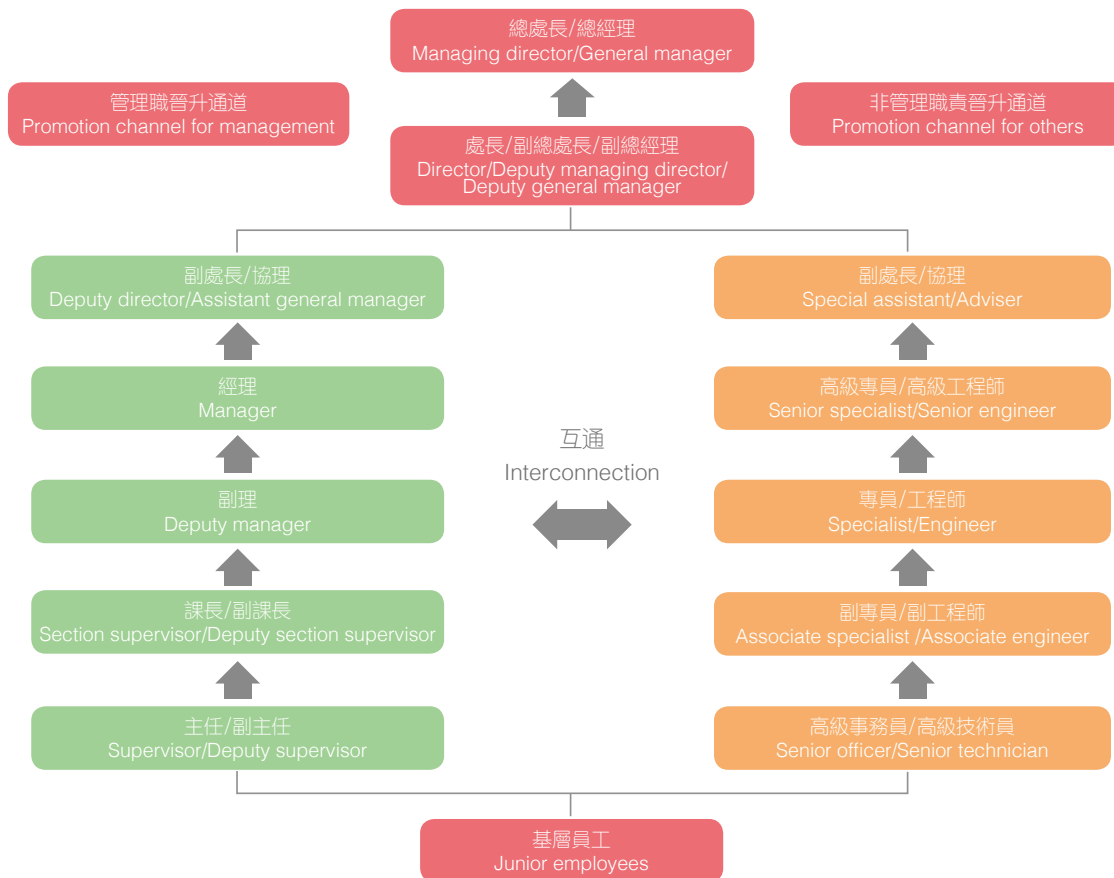 總處長/總經理
Managing director/General manager
管理職晉升通道
Promotion channel for management
非管理職責晉升通道
Promotion channel for others
處長/副總處長/副總經理
Director/Deputy managing director/
Deputy general manager
副處長/協理
Deputy director/Assistant general manager
副處長/協理
Special assistant/Adviser
經理
Manager
高級專員/高級工程師
Senior specialist/Senior engineer
互通
Interconnection
副理
Deputy manager
專員/工程師
Specialist/Engineer
課長/副課長
Section supervisor/Deputy section supervisor
副專員/副工程師
Associate specialist /Associate engineer
主任/副主任
Supervisor/Deputy supervisor
高級事務員/高級技術員
Senior officer/Senior technician
基層員工
Junior employees